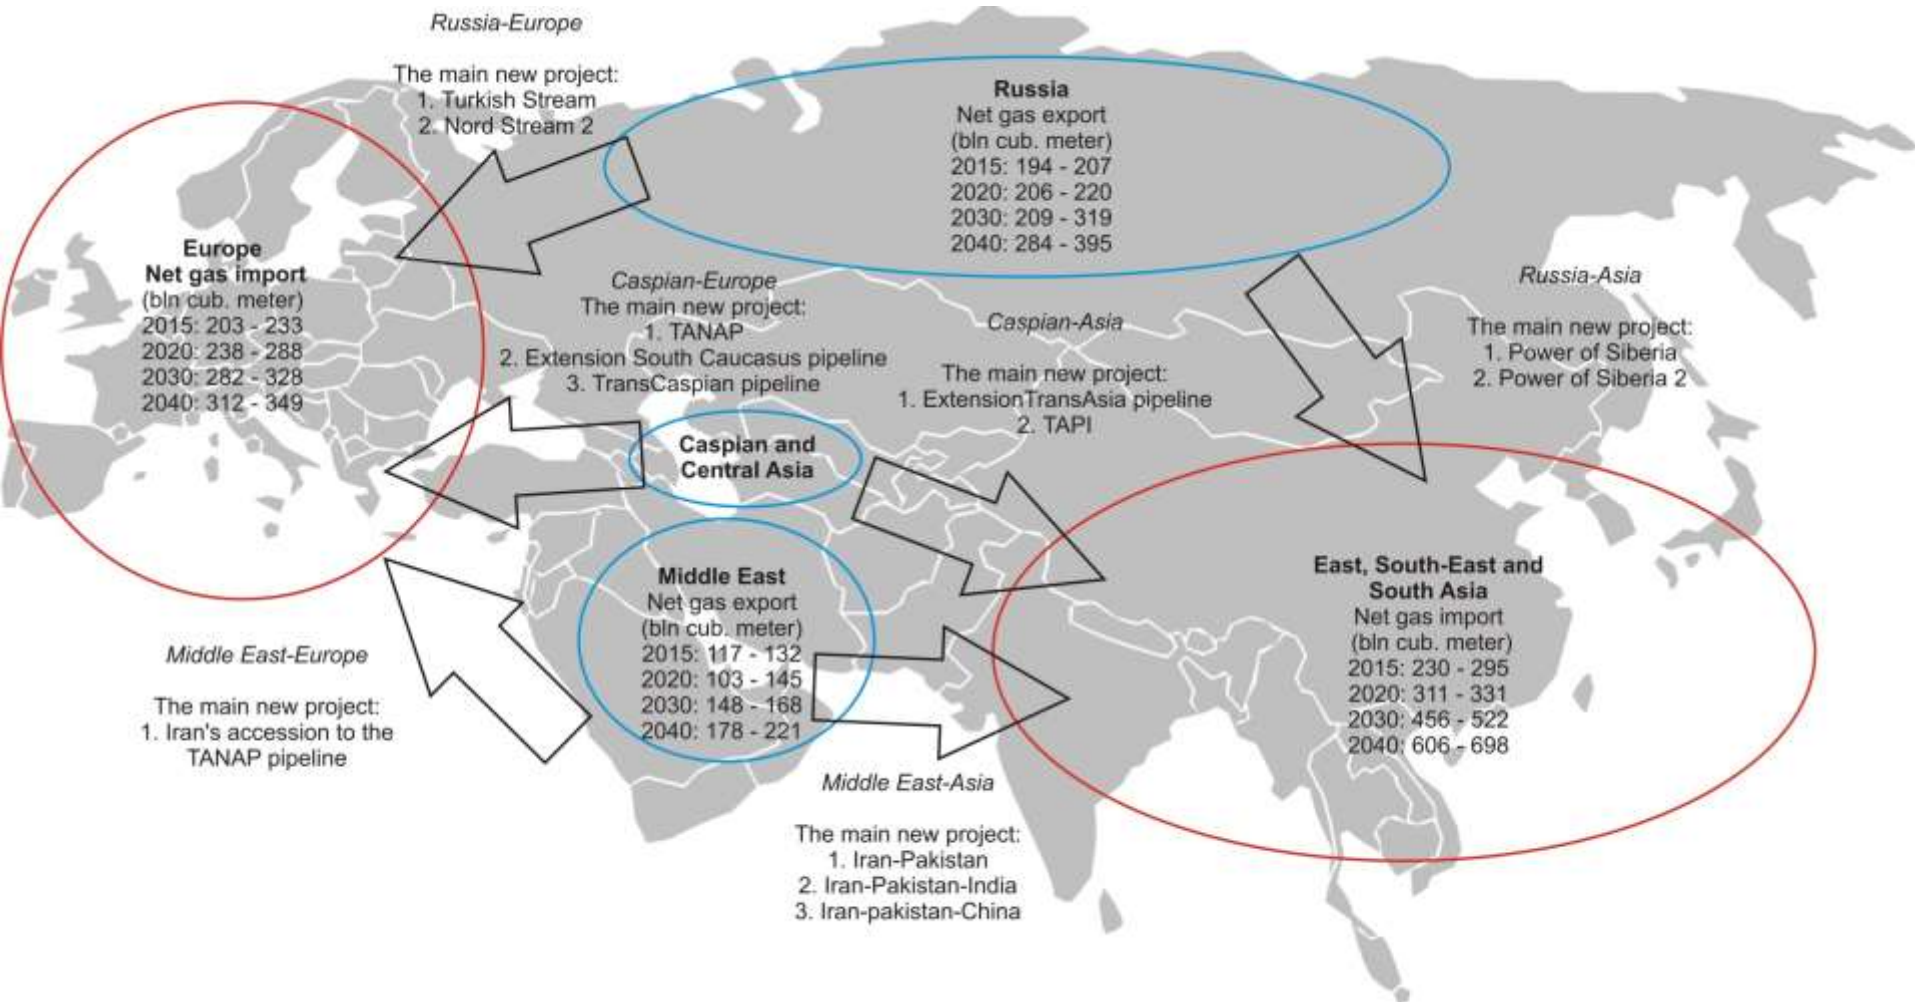 Russia-Europe
The main new project:
1. Turkish Stream
2. Nord Stream 2
Russia
Net gas export
(bln cub. meter)
2015: 194 - 207
2020: 206 - 220
2030: 209 - 319
2040: 284 - 395
Europe
Net gas import
(bln cub. meter)
2015: 203 - 233
2020: 238 - 288
2030: 282 - 328
2040: 312 - 349
Caspian-Europe
The main new project:
1. TANAP
2. Extension South Caucasus pipeline
3. TransCaspian pipeline
Caspian-Asia
The main new project:
1. ExtensionTransAsia pipeline
2. TAPI
Russia-Asia
The main new project:
1. Power of Siberia
2. Power of Siberia 2
Caspian and
Central Asia
Middle East
Net gas export
(bln cub. meter)
2015: 117 - 132
2020: 103 - 145
2030: 148 - 168
2040: 178 - 221
East, South-East and
South Asia
Net gas import
(bln cub. meter)
2015: 230 - 295
2020: 311 - 331
2030: 456 - 522
2040: 606 - 698
Middle East-Europe
The main new project:
1. Iran's accession to the
TANAP pipeline
Middle East-Asia
The main new project:
1. Iran-Pakistan
2. Iran-Pakistan-India
3. Iran-pakistan-China